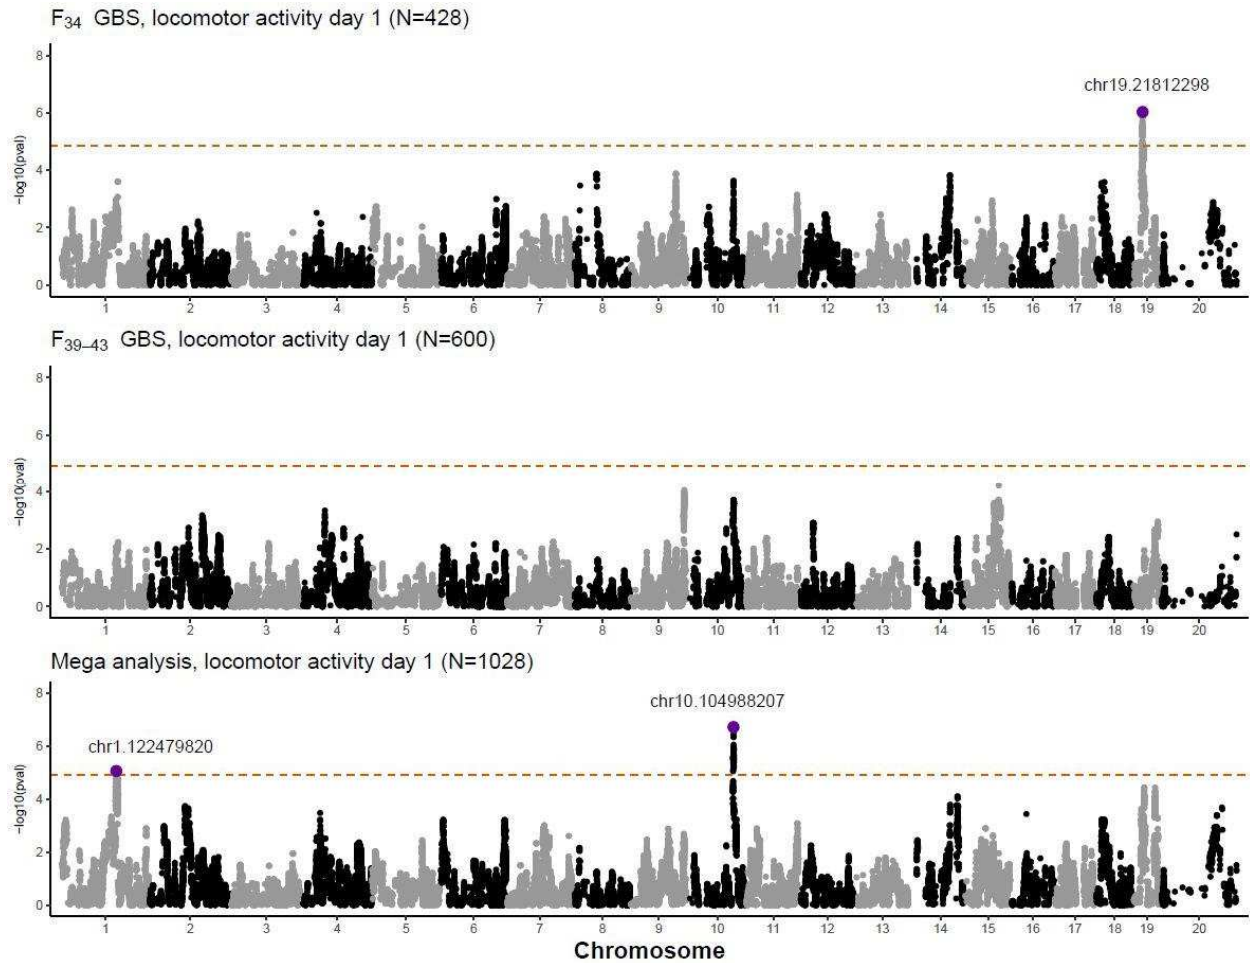 F34 GBS, locomotor activity day 1 (N=428)
8
chr19.21812298
6
4
2
0
-log10(pval)
1 2 3 4 5 6 7 8 9 10 11 12 13 14 15 16 17 18 19 20
F39–43 GBS, locomotor activity day 1 (N=600)
8
6
4
2
0
-log10(pval)
1 2 3 4 5 6 7 8 9 10 11 12 13 14 15 16 17 18 19 20
Mega analysis, locomotor activity day 1 (N=1028)
8
chr10.104988207
6
chr1.122479820
4
2
0
-log10(pval)
1 2 3 4 5 6 7 8 9 10 11 12 13 14 15 16 17 18 19 20
Chromosome